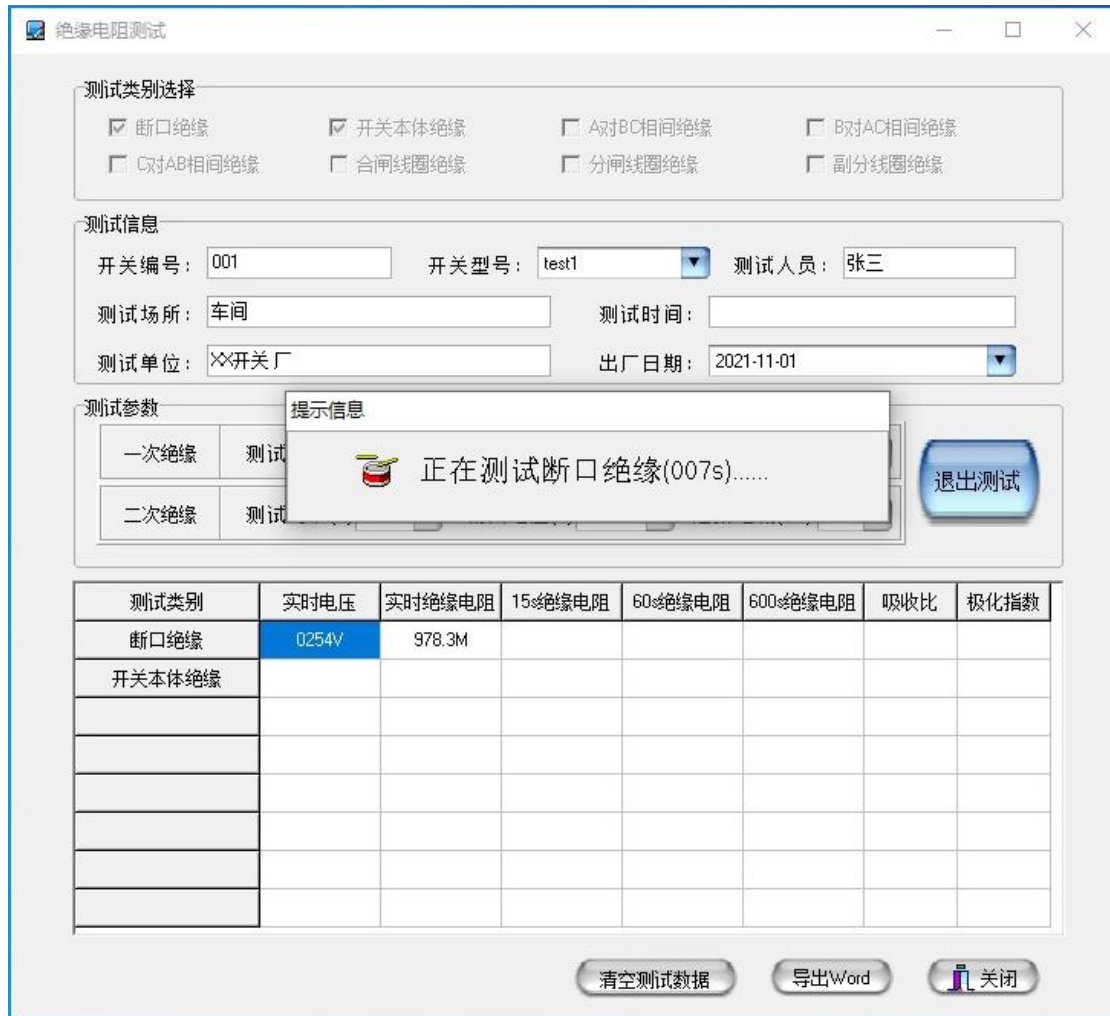 绝缘电阻测试
测试类别选择
断口绝缘 开关本体绝缘 A对BC相间绝缘 B对AC相间绝缘
C对AB相间绝缘 合闸线圈绝缘 分闸线圈绝缘 副分线圈绝缘
测试信息
开关编号: 001 开关型号: test1 测试人员: 张三
测试场所: 车间 测试时间:
测试单位: XX开关厂 出厂日期: 2021-11-01
测试参数
提示信息
一次绝缘 测试
正在测试断口绝缘(007s)......
退出测试
二次绝缘 测试
测试类别 实时电压 实时绝缘电阻 15s绝缘电阻 60s绝缘电阻 600s绝缘电阻 吸收比 极化指数
断口绝缘 0254V 978.3M
开关本体绝缘
清空测试数据 导出Word 关闭